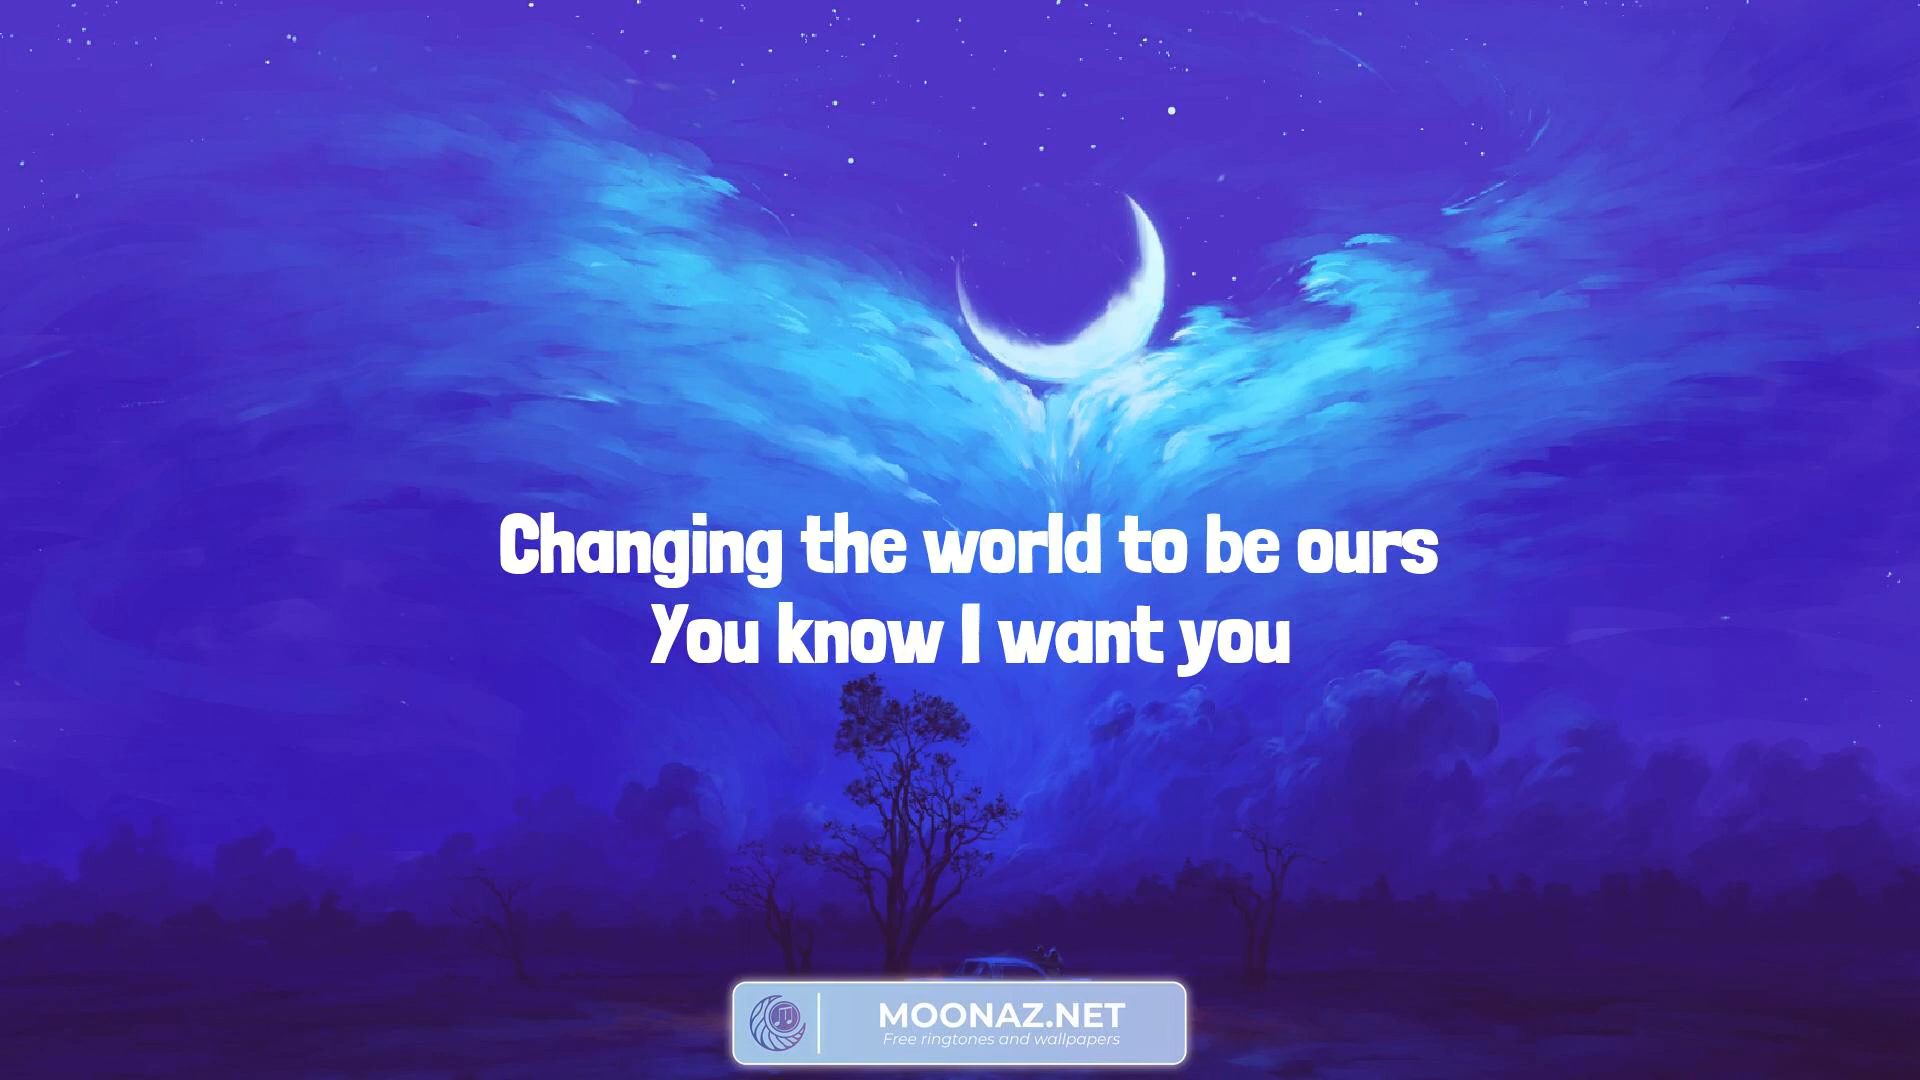 Changing the world to be ours
You know I want you
MOONAZ.NET
Free ringtones and wallpapers